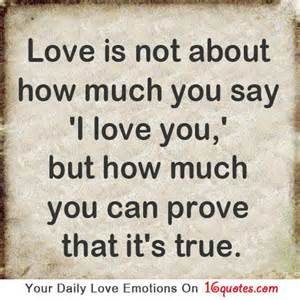 Love is not about
how much you say
'I love you,'
but how much
you can prove
that it's true.
Your Daily Love Emotions On 16quotes.com